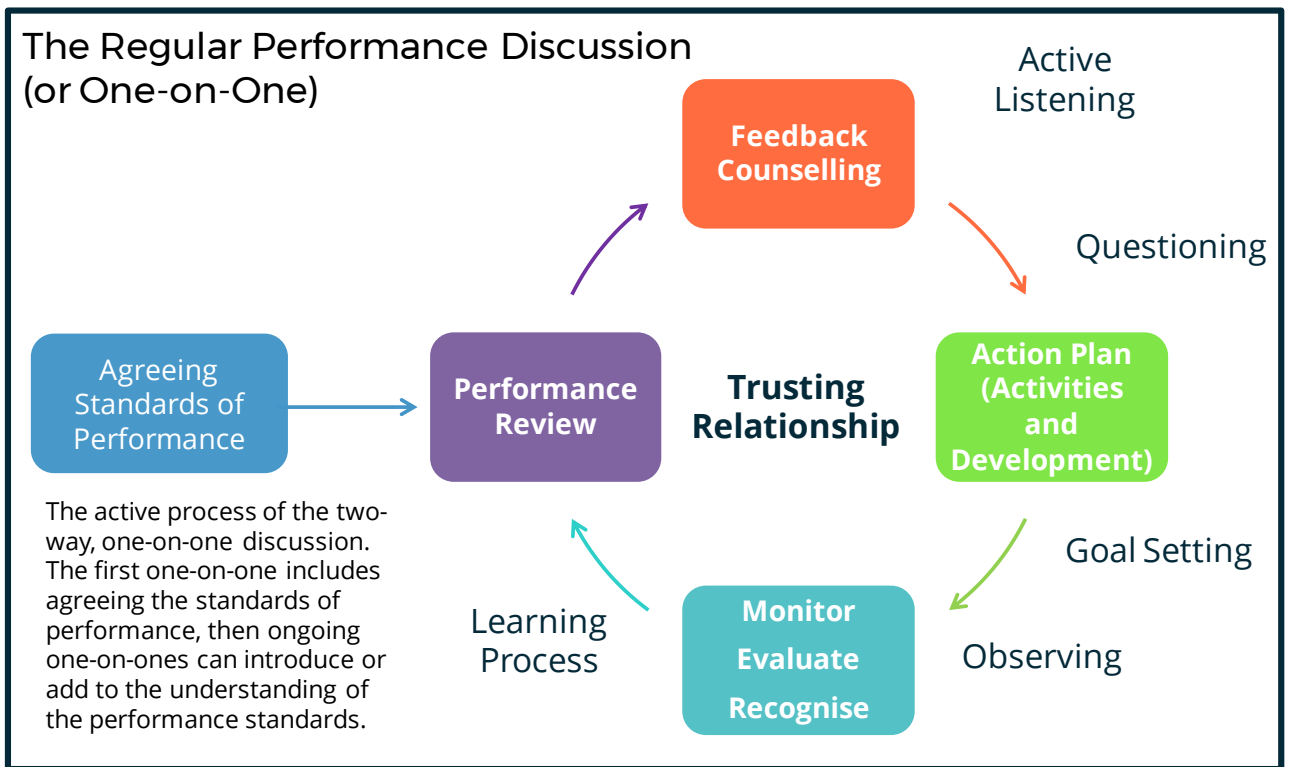 The Regular Performance Discussion
(or One-on-One)
Active
Listening
Feedback
Counselling
Questioning
Agreeing
Standards of
Performance
Performance
Review
Trusting
Relationship
Action Plan
(Activities
and
Development)
The active process of the two-
way, one-on-one discussion.
The first one-on-one includes
agreeing the standards of
performance, then ongoing
one-on-ones can introduce or
add to the understanding of
the performance standards.
Goal Setting
Learning
Process
Monitor
Evaluate
Recognise
Observing